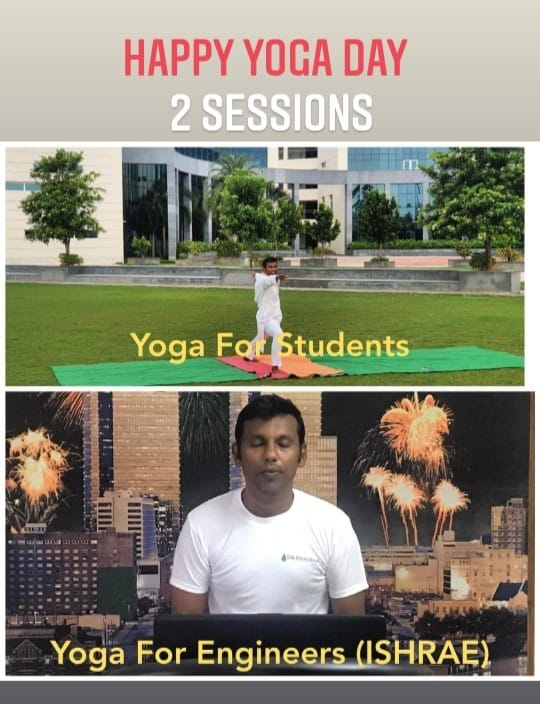 HAPPY YOGA DAY
2 SESSIONS
Yoga For Students
Yoga For Engineers (ISHRAE)